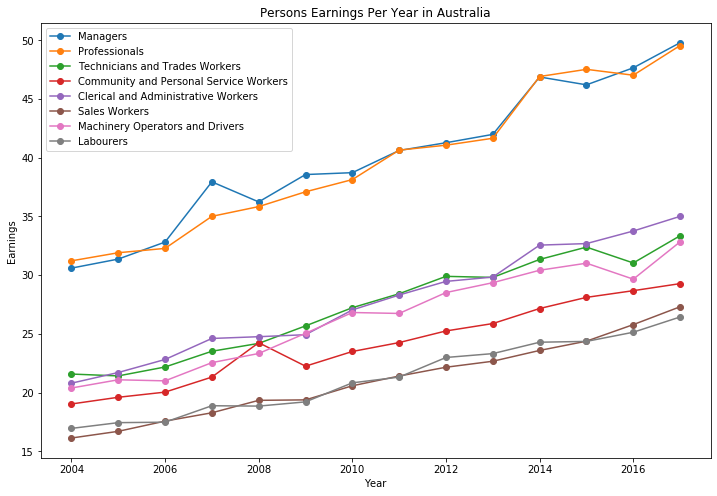 Persons Earnings Per Year in Australia
Managers
Professionals
Technicians and Trades Workers
Community and Personal Service Workers
Clerical and Administrative Workers
Sales Workers
Machinery Operators and Drivers
Labourers
50
45
40
35
30
25
20
15
Earnings
2004
2006
2008
2010
2012
2014
2016
Year